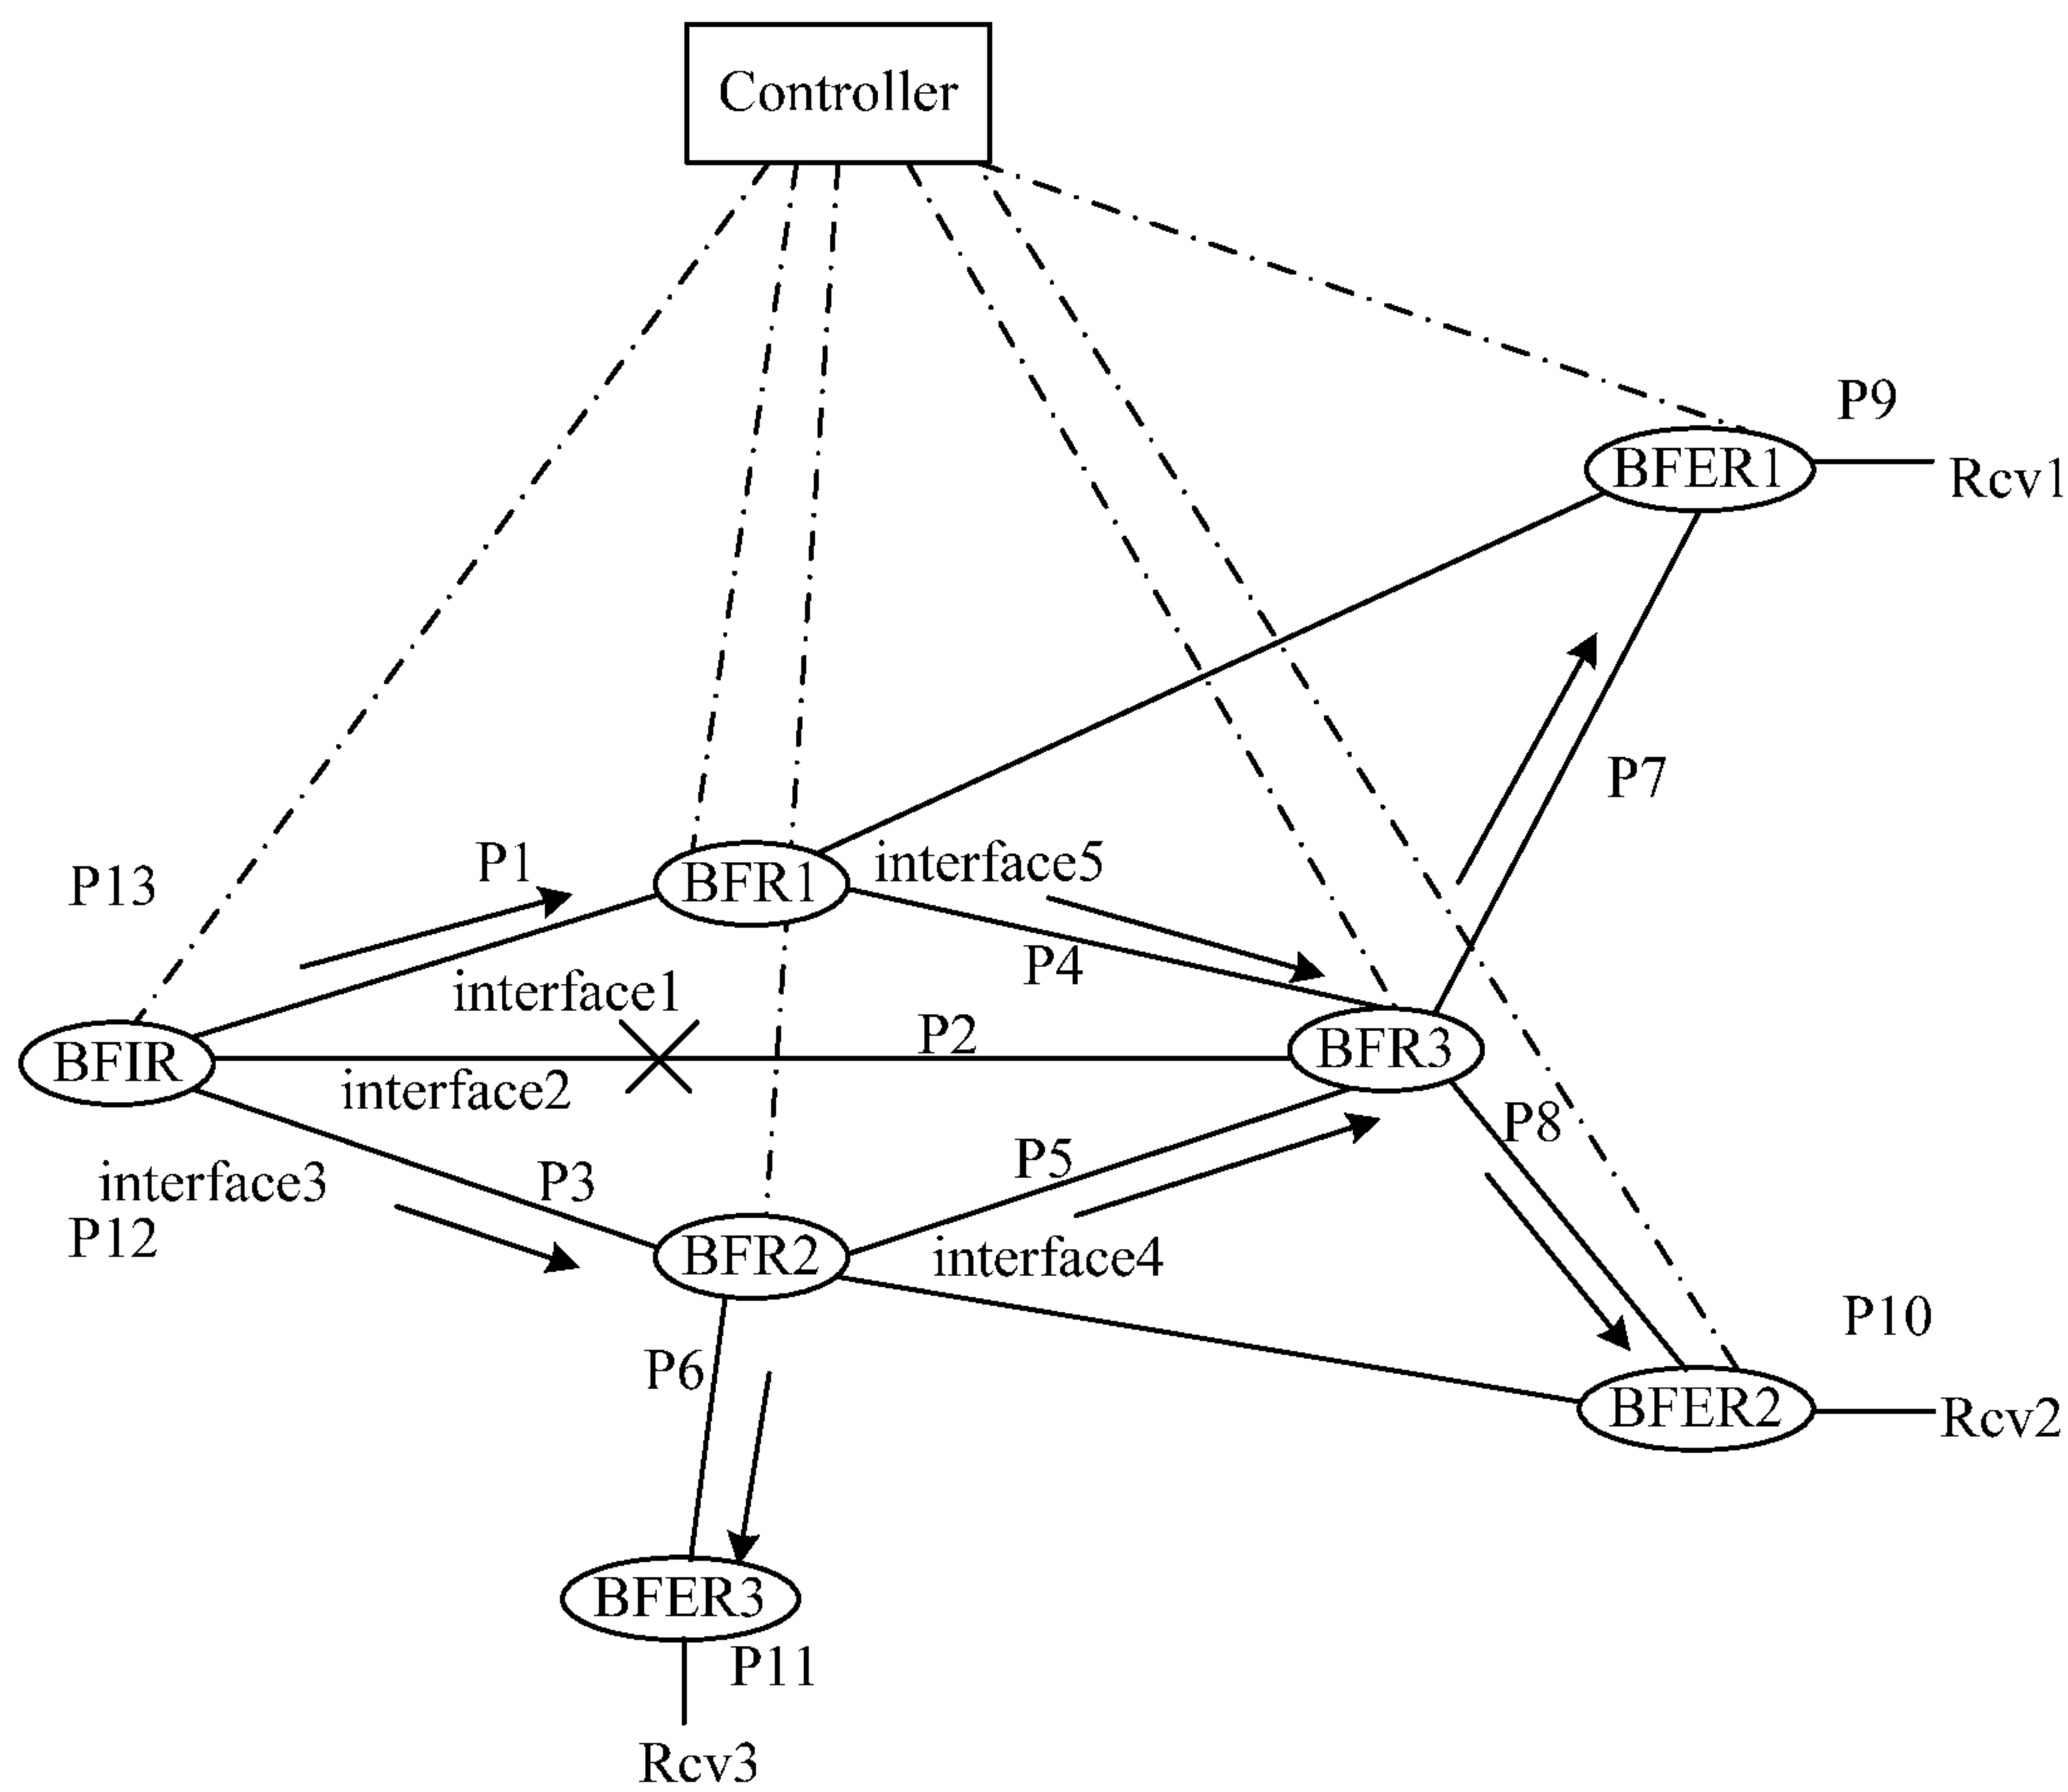 Controller
P9
BFER1
Rcv1
P7
P13
P1
BFR1
interface5
P4
interface1
BFIR
P2
BFR3
interface2
P8
interface3
P3
P5
P12
BFR2
interface4
P10
P6
BFER2
Rcv2
BFER3
P11
Rcv3